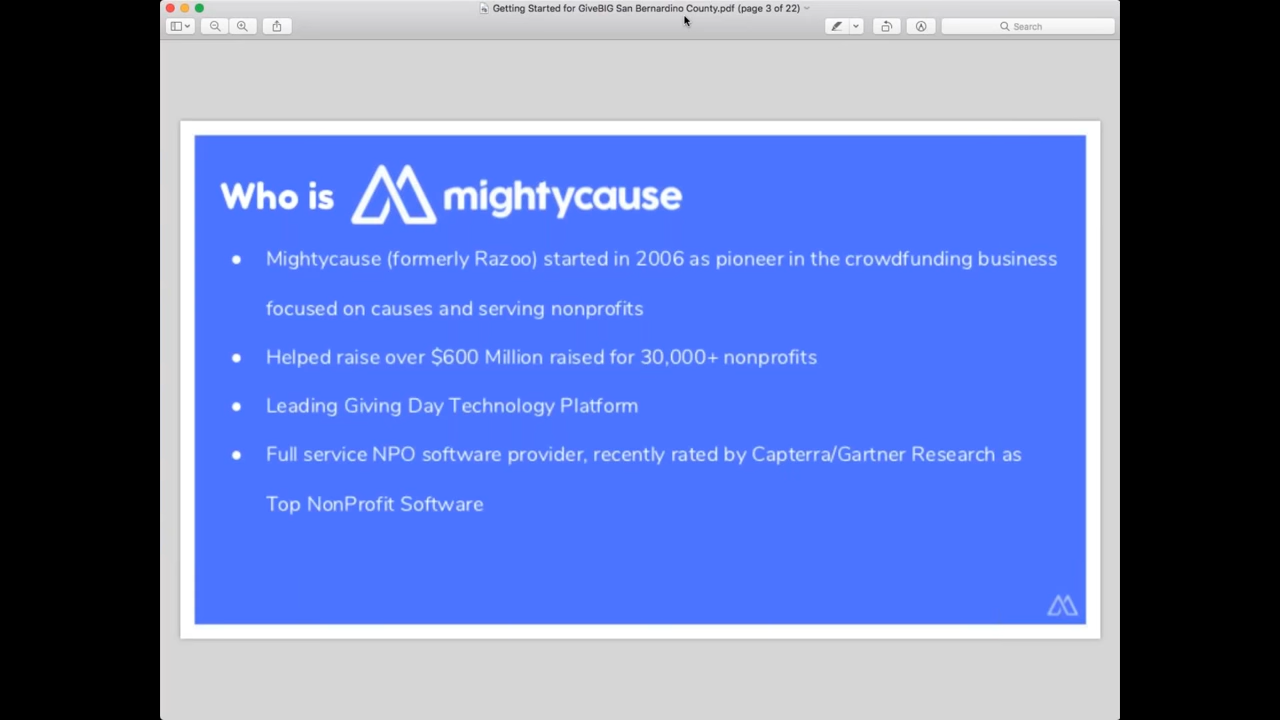 Getting Started for GiveBIG San Bernardino County.pdf (page 3 of 22)
Search
Who is mightycause
● Mightycause (formerly Razoo) started in 2006 as pioneer in the crowdfunding business
focused on causes and serving nonprofits
● Helped raise over $600 Million raised for 30,000+ nonprofits
● Leading Giving Day Technology Platform
● Full service NPO software provider, recently rated by Capterra/Gartner Research as
Top NonProfit Software